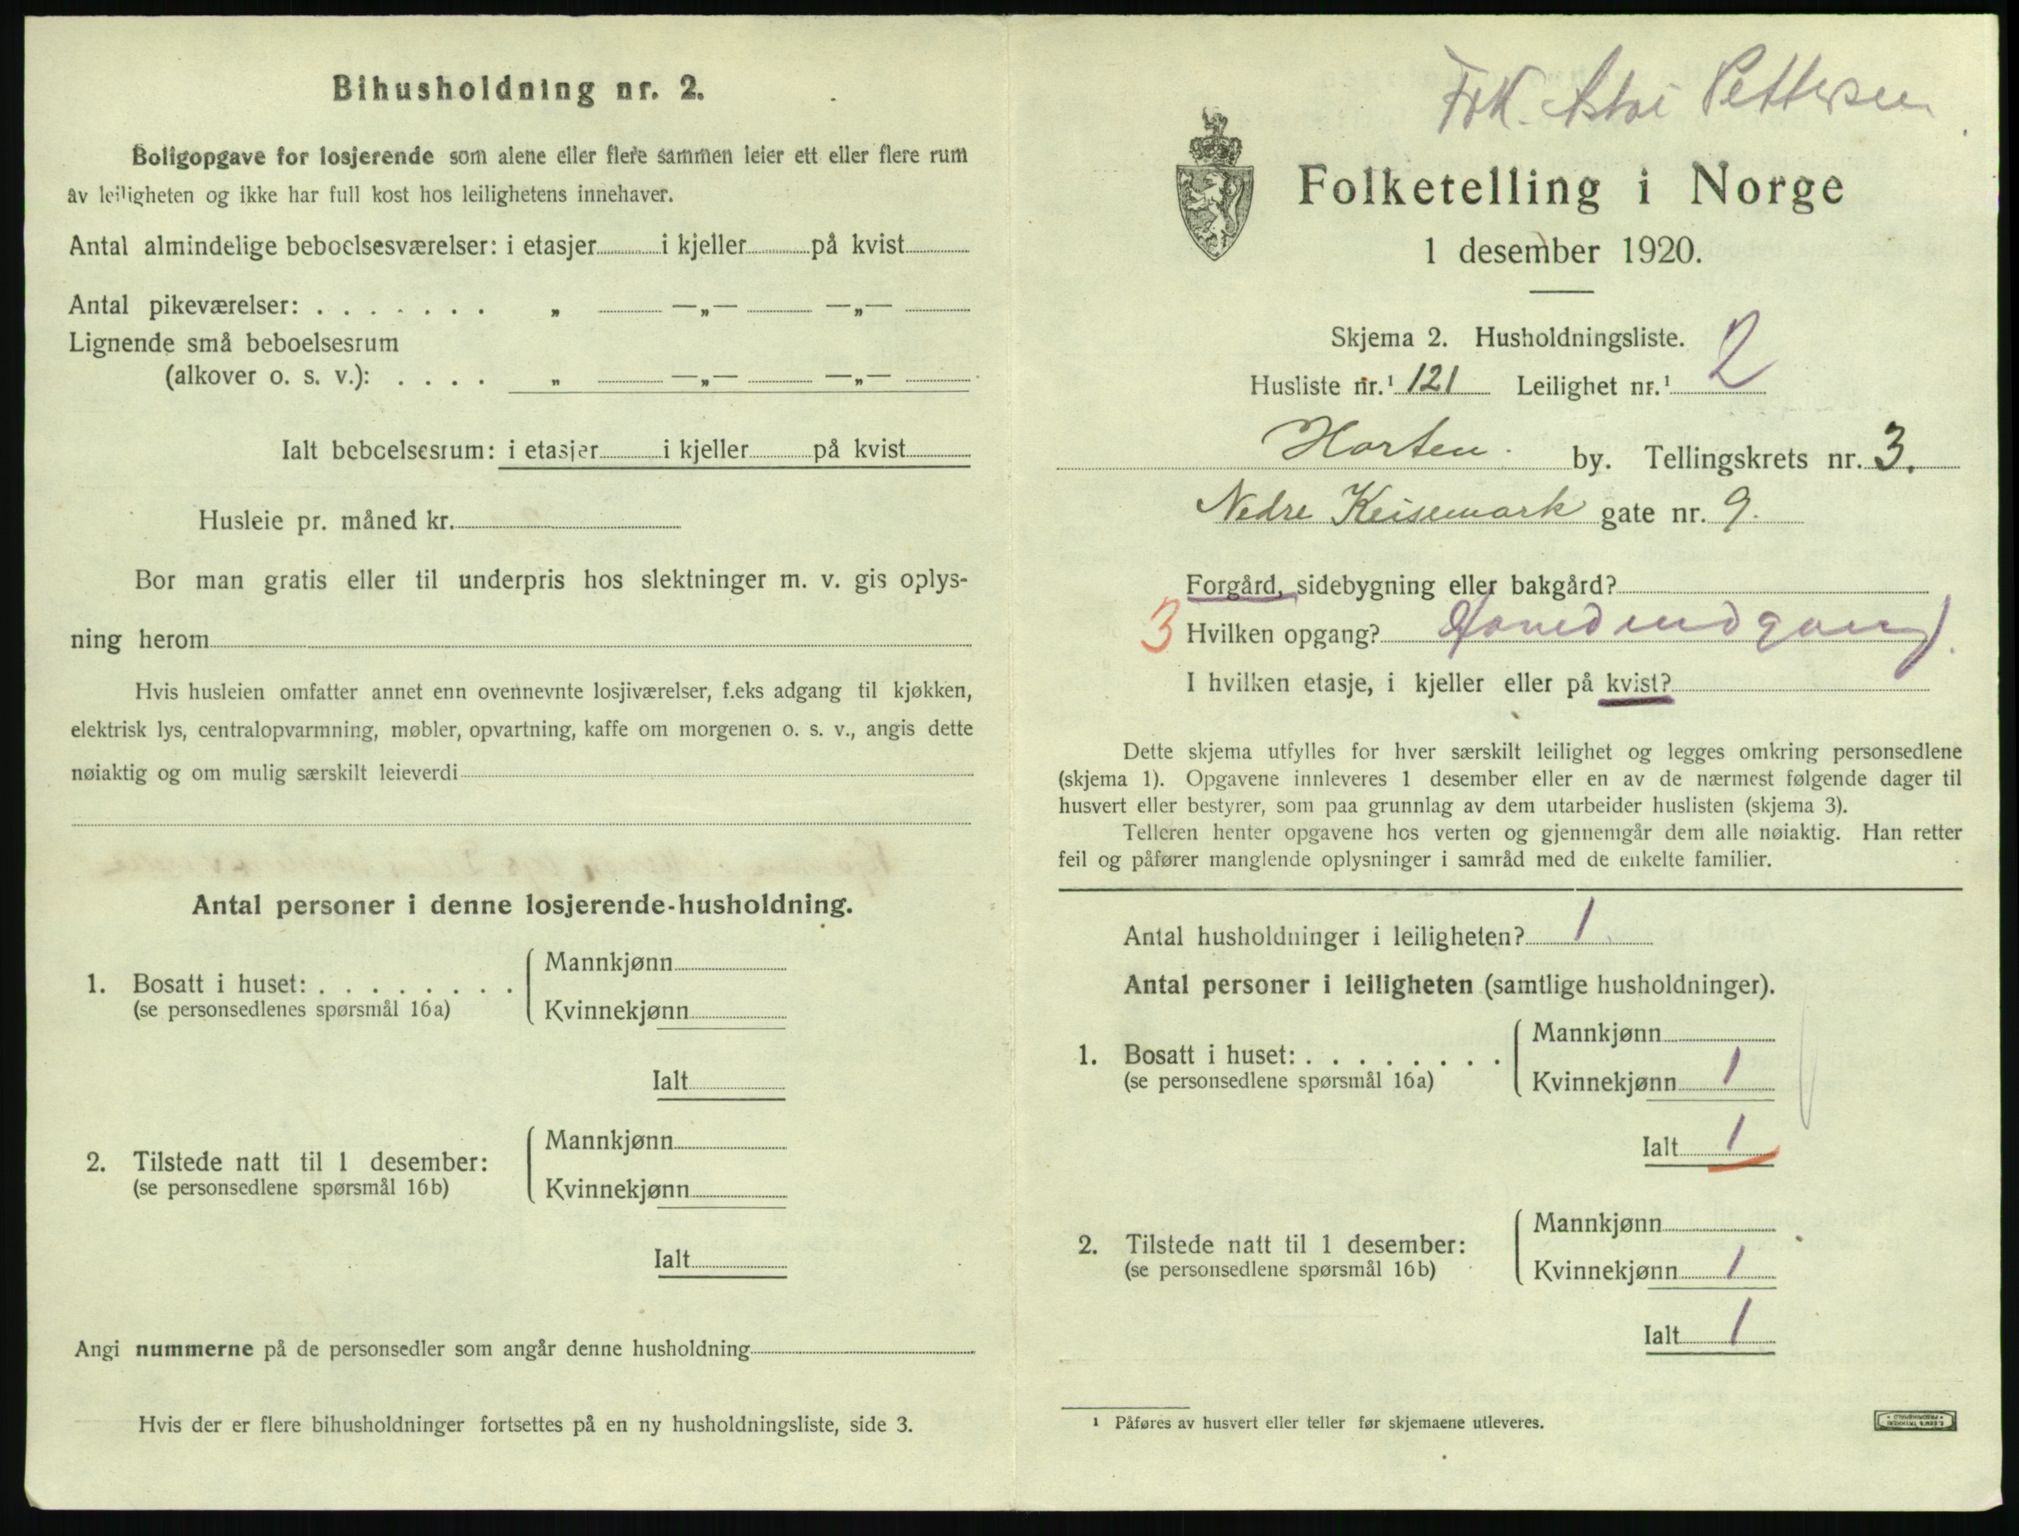 Bihusholdning nr. 2.
Boligopgave for losjerende som alene eller flere sammen leier ett eller flere rum
av leiligheten og ikke har full kost hos leilighetens innehaver.
Antal almindelige beboelsesværelser: i etasjer i kjeller på kvist
Antal pikeværelser: . . . . . . . „ —„— —„—
Lignende små beboelsesrum
(alkover o. s. v.): . . . . „ —„— —„—
Ialt beboelsesrum: i etasjer i kjeller på kvist
Husleie pr. måned kr.
Bor man gratis eller til underpris hos slektninger m. v. gis oplys-
ning herom
Hvis husleien omfatter annet enn ovennevnte losjiværelser, f.eks adgang til kjøkken,
elektrisk lys, centralopvarmning, møbler, opvartning, kaffe om morgenen o. s. v., angis dette
nøiaktig og om mulig særskilt leieverdi
Antal personer i denne losjerende-husholdning.
1. Bosatt i huset: . . . . . . . .
(se personsedlenes spørsmål 16a)
Mannkjønn
Kvinnekjønn
Ialt
2. Tilstede natt til 1 desember:
(se personsedlene spørsmål 16b)
Mannkjønn
Kvinnekjønn
Ialt
Angi nummerne på de personsedler som angår denne husholdning
Hvis der er flere bihusholdninger fortsettes på en ny husholdningsliste, side 3.
Frk. Pettersen
Folketelling i Norge
1 desember 1920.
Skjema 2. Husholdningsliste.
Husliste nr.¹ 121 Leilighet nr.¹ 2
Horten. by. Tellingskrets nr. 3.
Nedre Keisemark gate nr. 9.
Forgård, sidebygning eller bakgård?
3 Hvilken opgang? Hovedindgang.
I hvilken etasje, i kjeller eller på kvist?
Dette skjema utfylles for hver særskilt leilighet og legges omkring personsedlene
(skjema 1). Opgavene innleveres 1 desember eller en av de nærmest følgende dager til
husvert eller bestyrer, som paa grunnlag av dem utarbeider huslisten (skjema 3).
Telleren henter opgavene hos verten og gjennemgår dem alle nøiaktig. Han retter
feil og påfører manglende oplysninger i samråd med de enkelte familier.
Antal husholdninger i leiligheten? 1
Antal personer i leiligheten (samtlige husholdninger).
1. Bosatt i huset: . . . . . . . .
(se personsedlene spørsmål 16a)
Mannkjønn
Kvinnekjønn 1
Ialt 1
2. Tilstede natt til 1 desember:
(se personsedlene spørsmål 16b)
Mannkjønn
Kvinnekjønn 1
Ialt 1
¹ Påføres av husvert eller teller før skjemaene utleveres.